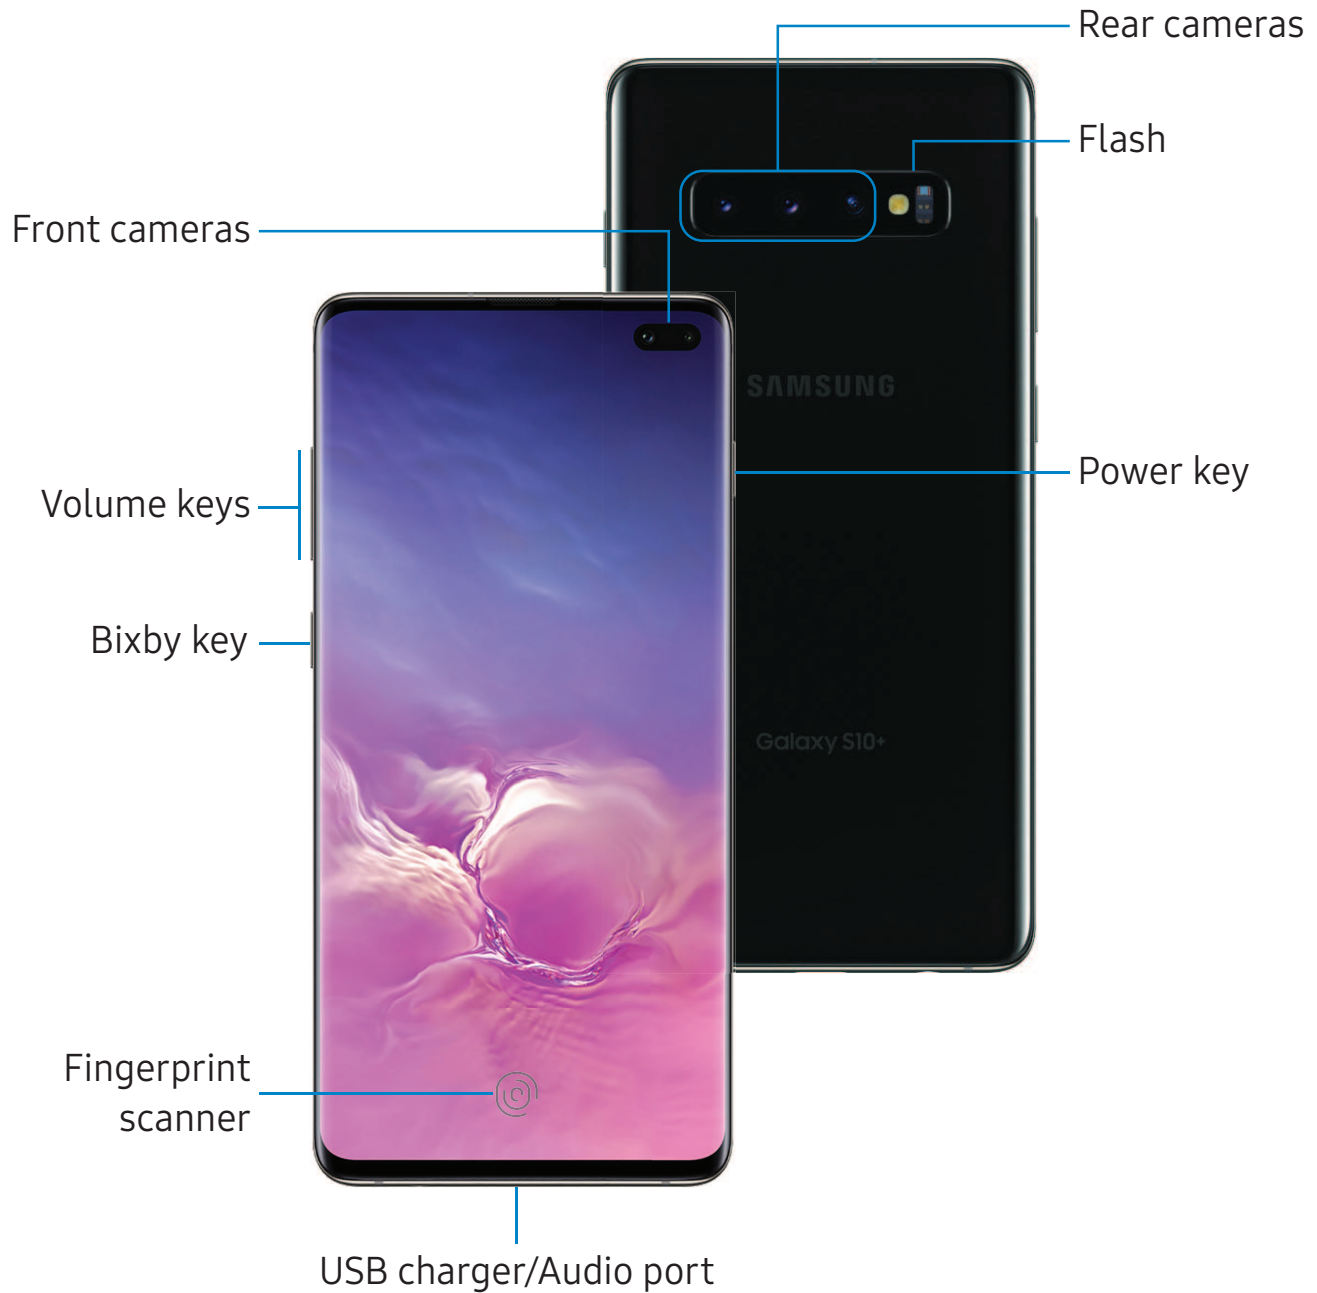 Rear cameras
Flash
Front cameras
SAMSUNG
Power key
Volume keys
Bixby key
Galaxy S10+
Fingerprint
scanner
USB charger/Audio port